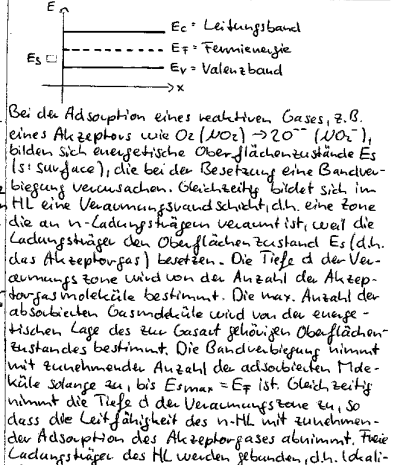 E
Ec = Leitungsband
EF = Fermienergie
Es
Ev = Valenzband
x
Bei der Adsorption eines reaktiven Gases, z.B.
eines Akzeptors wie O2 (NO2) → 2O⁻⁻ (NO2⁻),
bilden sich energetische Oberflächenzustände Es
(s: surface), die bei der Besetzung eine Bandver-
biegung verursachen. Gleichzeitig bildet sich im
HL eine Verarmungsrandschicht, d.h. eine Zone
die an n-Ladungsträgern verarmt ist, weil die
Ladungsträger den Oberflächenzustand Es (d.h.
das Akzeptorgas) besetzen. Die Tiefe d der Ver-
armungszone wird von der Anzahl der Akzep-
torgasmoleküle bestimmt. Die max. Anzahl der
absorbierten Gasmoleküle wird von der energe-
tischen Lage des zur Gasart gehörigen Oberflächen-
zustandes bestimmt. Die Bandverbiegung nimmt
mit zunehmender Anzahl der adsorbierten Mole-
küle solange zu, bis Esmax = EF ist. Gleichzeitig
nimmt die Tiefe d der Verarmungszone zu, so
dass die Leitfähigkeit des n-HL mit zunehmen-
der Adsorption des Akzeptorgases abnimmt. Freie
Ladungsträger des HL werden gebunden, d.h. lokali-